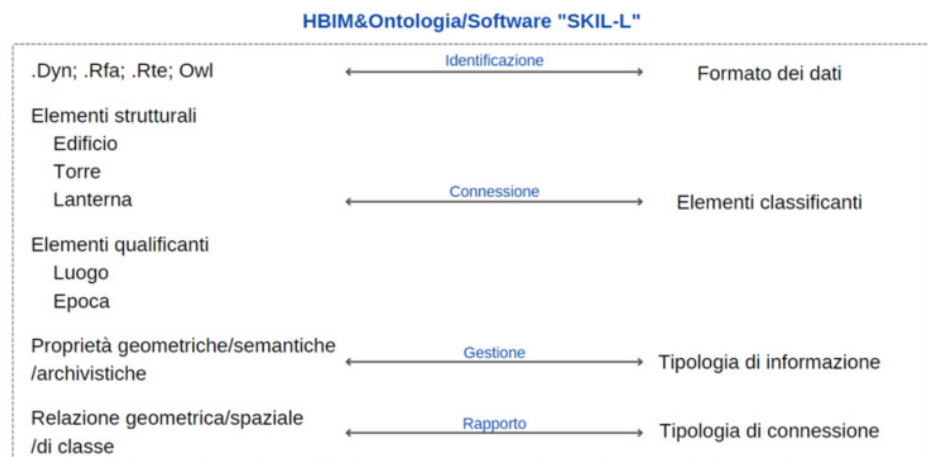 HBIM&Ontologia/Software "SKIL-L"
.Dyn; .Rfa; .Rte; Owl
Identificazione
Formato dei dati
Elementi strutturali
Edificio
Torre
Lanterna
Connessione
Elementi classificanti
Elementi qualificanti
Luogo
Epoca
Proprietà geometriche/semantiche
/archivistiche
Gestione
Tipologia di informazione
Relazione geometrica/spaziale
/di classe
Rapporto
Tipologia di connessione